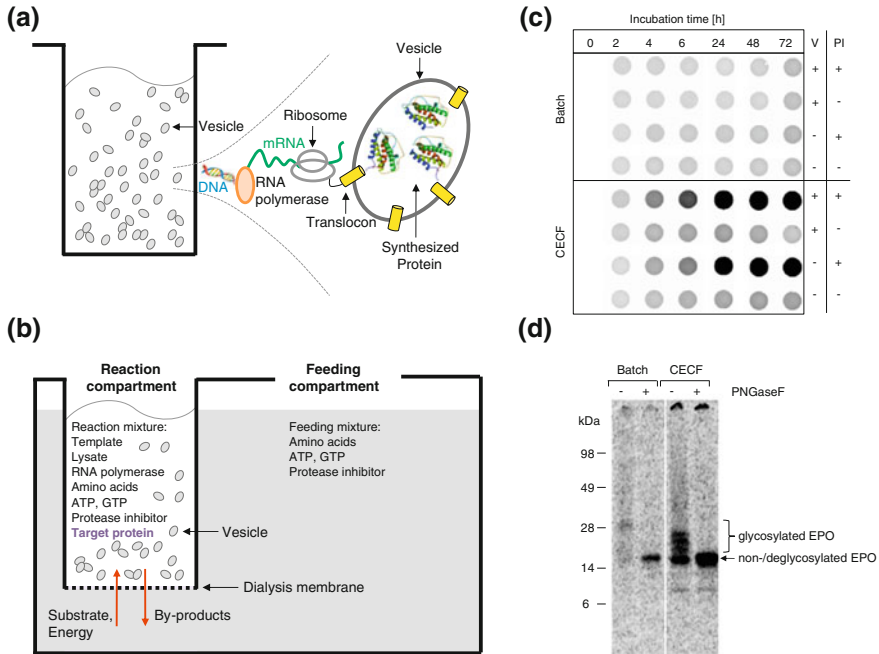 (a)
Vesicle
DNA
mRNA
RNA
polymerase
Ribosome
Translocon
Vesicle
Synthesized
Protein
(b)
Reaction
compartment
Feeding
compartment
Reaction mixture:
Template
Lysate
RNA polymerase
Amino acids
ATP, GTP
Protease inhibitor
Target protein
Feeding mixture:
Amino acids
ATP, GTP
Protease inhibitor
Vesicle
Dialysis membrane
Substrate,
Energy
By-products
(c)
Incubation time [h]
0 2 4 6 24 48 72 V PI
Batch
+ +
+ -
- +
- -
CECF
+ +
+ -
- +
- -
(d)
Batch CECF
- + - + PNGaseF
kDa
98
49
28
14
6
glycosylated EPO
non-/deglycosylated EPO